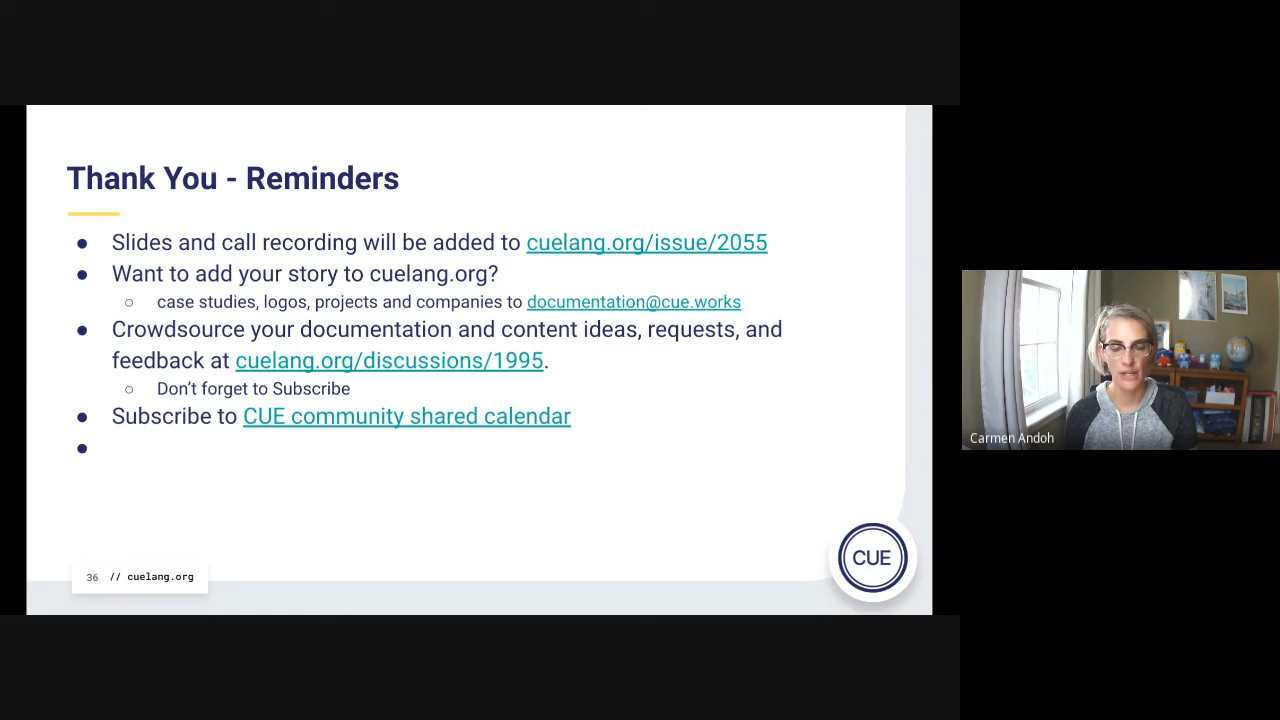 Thank You - Reminders
● Slides and call recording will be added to cuelang.org/issue/2055
● Want to add your story to cuelang.org?
○ case studies, logos, projects and companies to documentation@cue.works
● Crowdsource your documentation and content ideas, requests, and
feedback at cuelang.org/discussions/1995.
○ Don’t forget to Subscribe
● Subscribe to CUE community shared calendar
●
36 // cuelang.org
CUE
Carmen Andoh